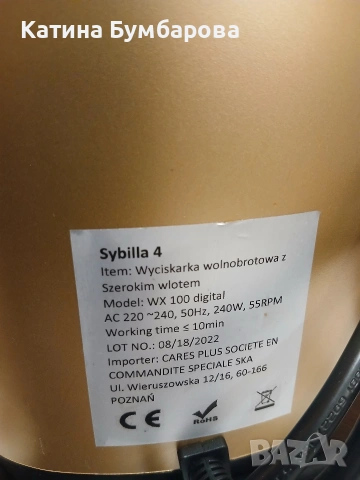 Катина Бумбарова
Sybilla 4
Item: Wyciskarka wolnobrotowa z
Szerokim wlotem
Model: WX 100 digital
AC 220 ~240, 50Hz, 240W, 55RPM
Working time ≤ 10min
LOT NO.: 08/18/2022
Importer: CARES PLUS SOCIETE EN
COMMANDITE SPECIALE SKA
Ul. Wieruszowska 12/16, 60-166
POZNAŃ
CE
RoHS
BAZAR